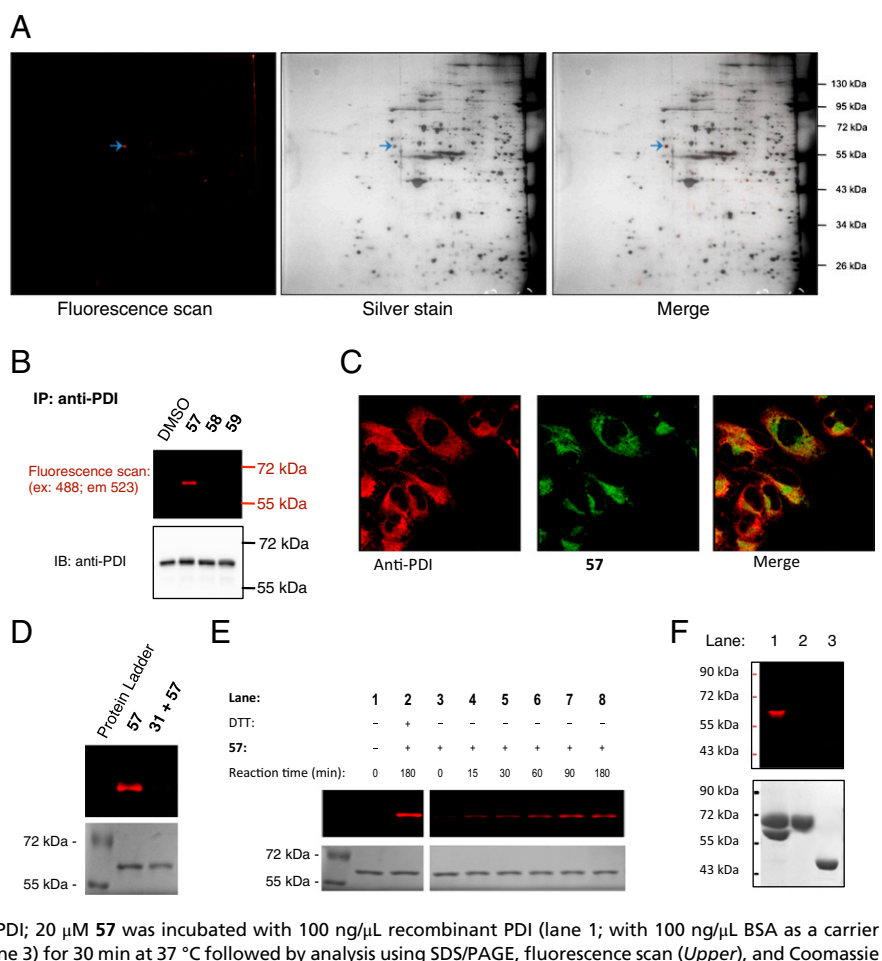 A
130 kDa
95 kDa
72 kDa
55 kDa
43 kDa
34 kDa
26 kDa
Fluorescence scan
Silver stain
Merge
B
IP: anti-PDI
DMSO
57
58
59
Fluorescence scan:
(ex: 488; em 523)
72 kDa
55 kDa
IB: anti-PDI
72 kDa
55 kDa
C
Anti-PDI
57
Merge
D
Protein Ladder
57
31 + 57
72 kDa -
55 kDa -
E
Lane: 1 2 3 4 5 6 7 8
DTT: – + – – – – – –
57: – + + + + + + +
Reaction time (min): 0 180 0 15 30 60 90 180
72 kDa -
55 kDa -
F
Lane: 1 2 3
90 kDa
72 kDa
55 kDa
43 kDa
90 kDa
72 kDa
55 kDa
43 kDa
PDI; 20 μM 57 was incubated with 100 ng/μL recombinant PDI (lane 1; with 100 ng/μL BSA as a carrier
ne 3) for 30 min at 37 °C followed by analysis using SDS/PAGE, fluorescence scan (Upper), and Coomassie